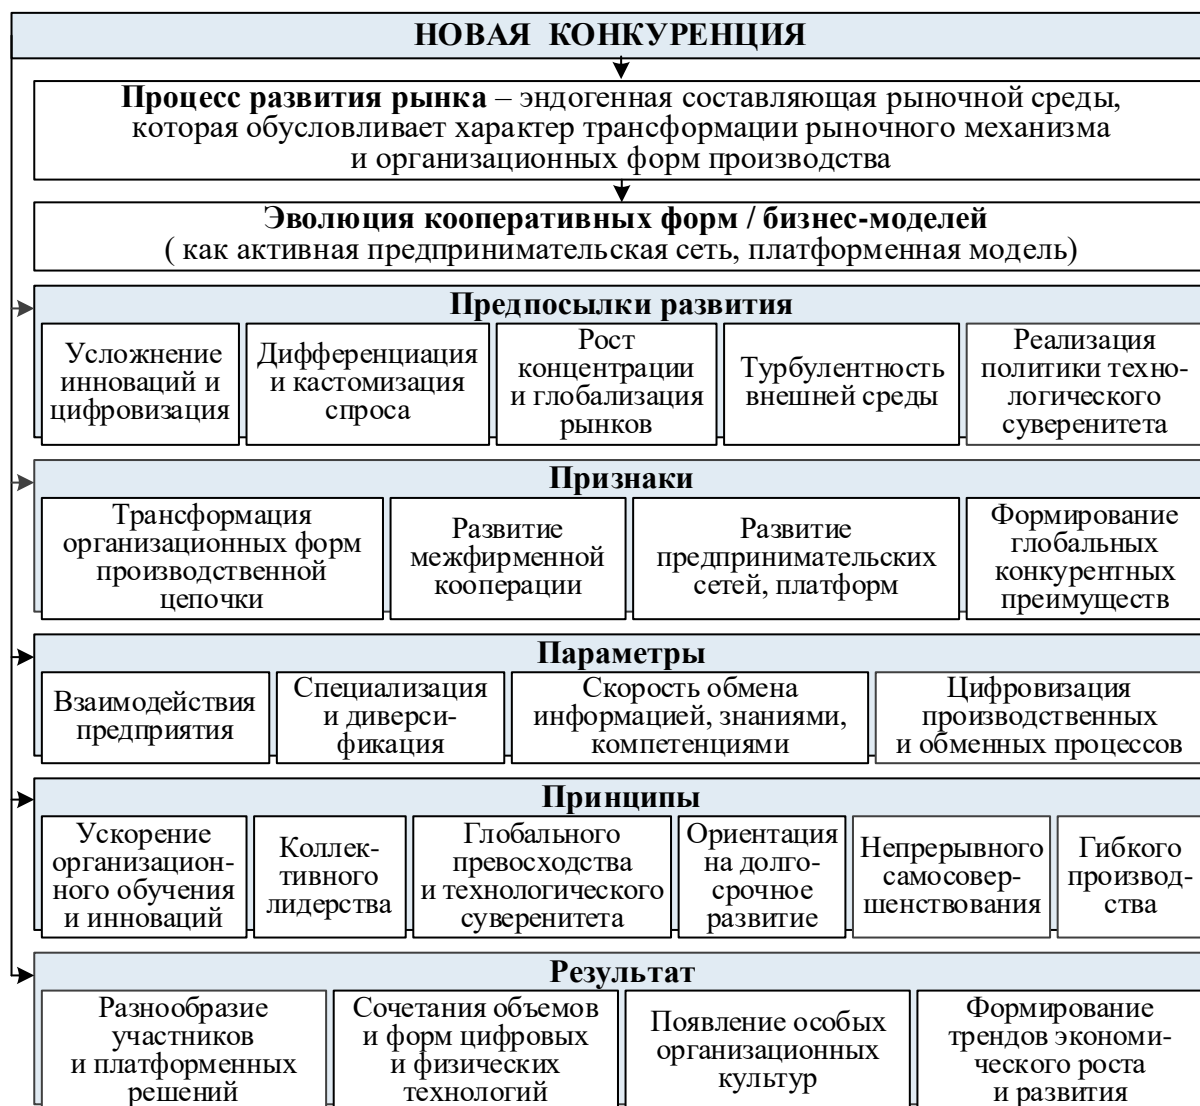 НОВАЯ КОНКУРЕНЦИЯ
Процесс развития рынка – эндогенная составляющая рыночной среды,
которая обусловливает характер трансформации рыночного механизма
и организационных форм производства
Эволюция кооперативных форм / бизнес-моделей
( как активная предпринимательская сеть, платформенная модель)
Предпосылки развития
Усложнение
инноваций и
цифровизация
Дифференциация
и кастомизация
спроса
Рост
концентрации
и глобализация
рынков
Турбулентность
внешней среды
Реализация
политики техно-
логического
суверенитета
Признаки
Трансформация
организационных форм
производственной
цепочки
Развитие
межфирменной
кооперации
Развитие
предпринимательских
сетей, платформ
Формирование
глобальных
конкурентных
преимуществ
Параметры
Взаимодействия
предприятия
Специализация
и диверси-
фикация
Скорость обмена
информацией, знаниями,
компетенциями
Цифровизация
производственных
и обменных процессов
Принципы
Ускорение
организацион-
ного обучения
и инноваций
Коллек-
тивного
лидерства
Глобального
превосходства
и технологического
суверенитета
Ориентация
на долго-
срочное
развитие
Непрерывного
самосовер-
шенствования
Гибкого
производ-
ства
Результат
Разнообразие
участников
и платформенных
решений
Сочетания объемов
и форм цифровых
и физических
технологий
Появление особых
организационных
культур
Формирование
трендов экономи-
ческого роста
и развития